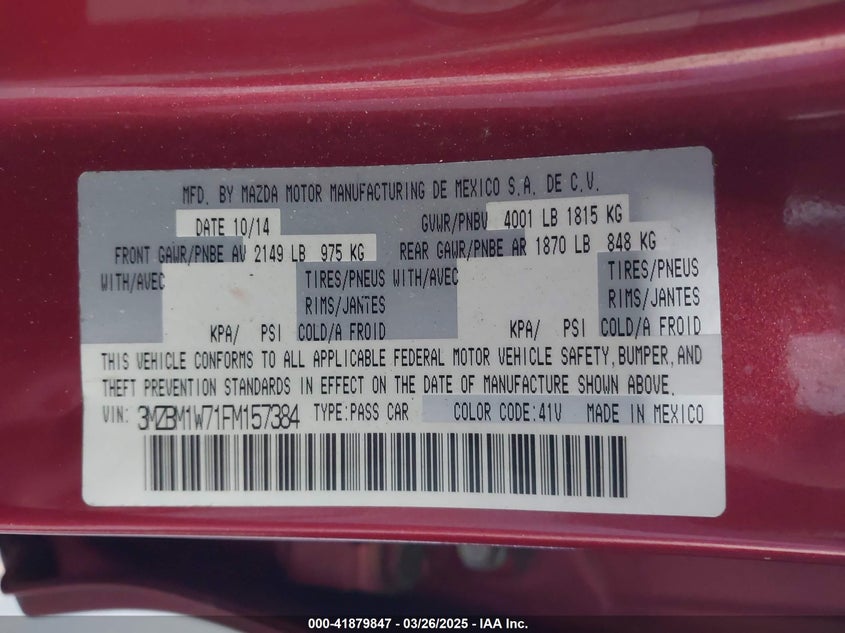 MFD. BY MAZDA MOTOR MANUFACTURING DE MEXICO S.A. DE C.V.
DATE 10/14 GVWR/PNBV 4001 LB 1815 KG
FRONT GAWR/PNBE AV 2149 LB 975 KG REAR GAWR/PNBE AR 1870 LB 848 KG
WITH/AVEC TIRES/PNEUS WITH/AVEC TIRES/PNEUS
RIMS/JANTES RIMS/JANTES
KPA/ PSI COLD/A FROID KPA/ PSI COLD/A FROID
THIS VEHICLE CONFORMS TO ALL APPLICABLE FEDERAL MOTOR VEHICLE SAFETY, BUMPER, AND
THEFT PREVENTION STANDARDS IN EFFECT ON THE DATE OF MANUFACTURE SHOWN ABOVE.
VIN: 3MZBM1W71FM157384 TYPE:PASS CAR COLOR CODE:41V MADE IN MEXICO
000-41879847 / 03/26/2025 / IAA Inc.